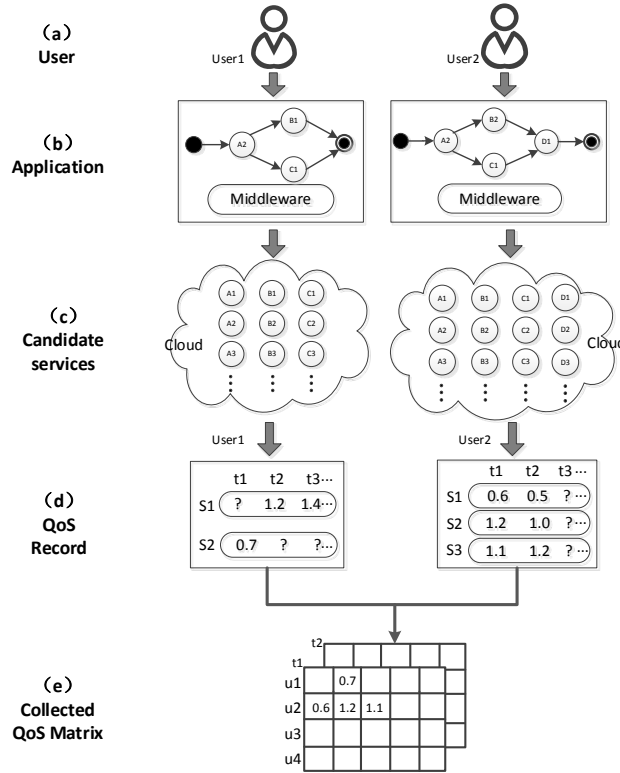 （a）
User
User1
User2
（b）
Application
A2
B1
C1
Middleware
A2
B2
C1
D1
Middleware
（c）
Candidate
services
Cloud
A1 B1 C1
A2 B2 C2
A3 B3 C3
A1 B1 C1 D1
A2 B2 C2 D2
A3 B3 C3 D3
Cloud
User1
User2
（d）
QoS
Record
t1 t2 t3···
S1 ? 1.2 1.4···
S2 0.7 ? ?···
t1 t2 t3···
S1 0.6 0.5 ?···
S2 1.2 1.0 ?···
S3 1.1 1.2 ?···
（e）
Collected
QoS Matrix
t2
t1
u1 0.7
u2 0.6 1.2 1.1
u3
u4